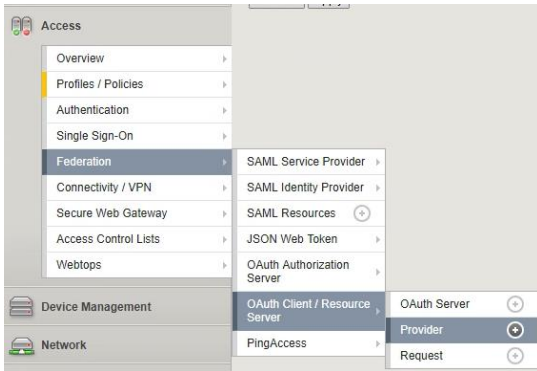 Access
Overview
Profiles / Policies
Authentication
Single Sign-On
Federation
Connectivity / VPN
Secure Web Gateway
Access Control Lists
Webtops
Device Management
Network
SAML Service Provider
SAML Identity Provider
SAML Resources
JSON Web Token
OAuth Authorization
Server
OAuth Client / Resource
Server
PingAccess
OAuth Server
Provider
Request